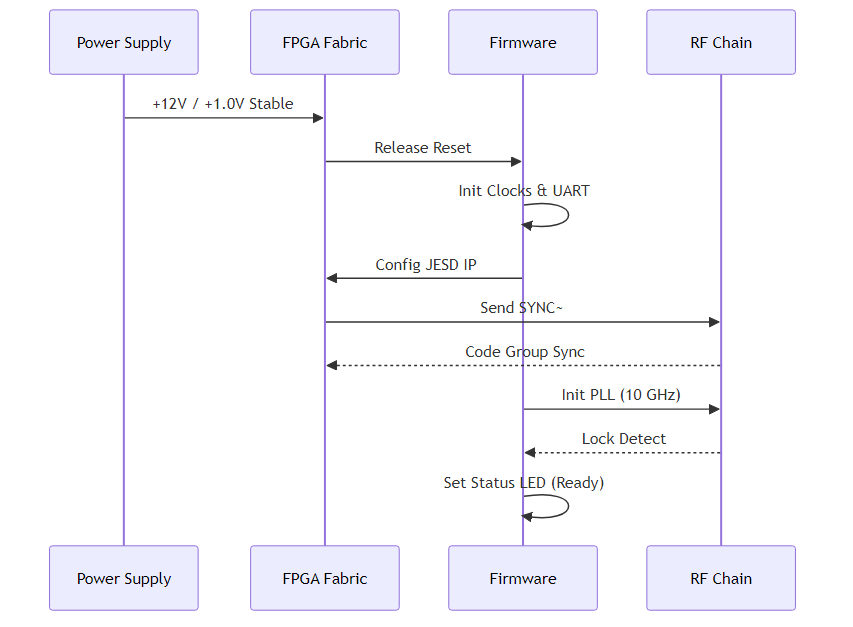 Power Supply
FPGA Fabric
Firmware
RF Chain
+12V / +1.0V Stable
Release Reset
Init Clocks & UART
Config JESD IP
Send SYNC~
Code Group Sync
Init PLL (10 GHz)
Lock Detect
Set Status LED (Ready)
Power Supply
FPGA Fabric
Firmware
RF Chain